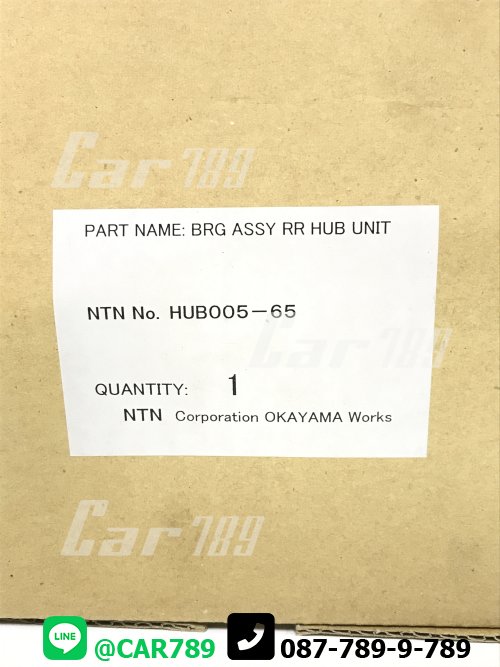 Car789
PART NAME: BRG ASSY RR HUB UNIT
NTN No. HUB005-65
Car789
QUANTITY: 1
NTN Corporation OKAYAMA Works
Car789
LINE @CAR789 087-789-9-789